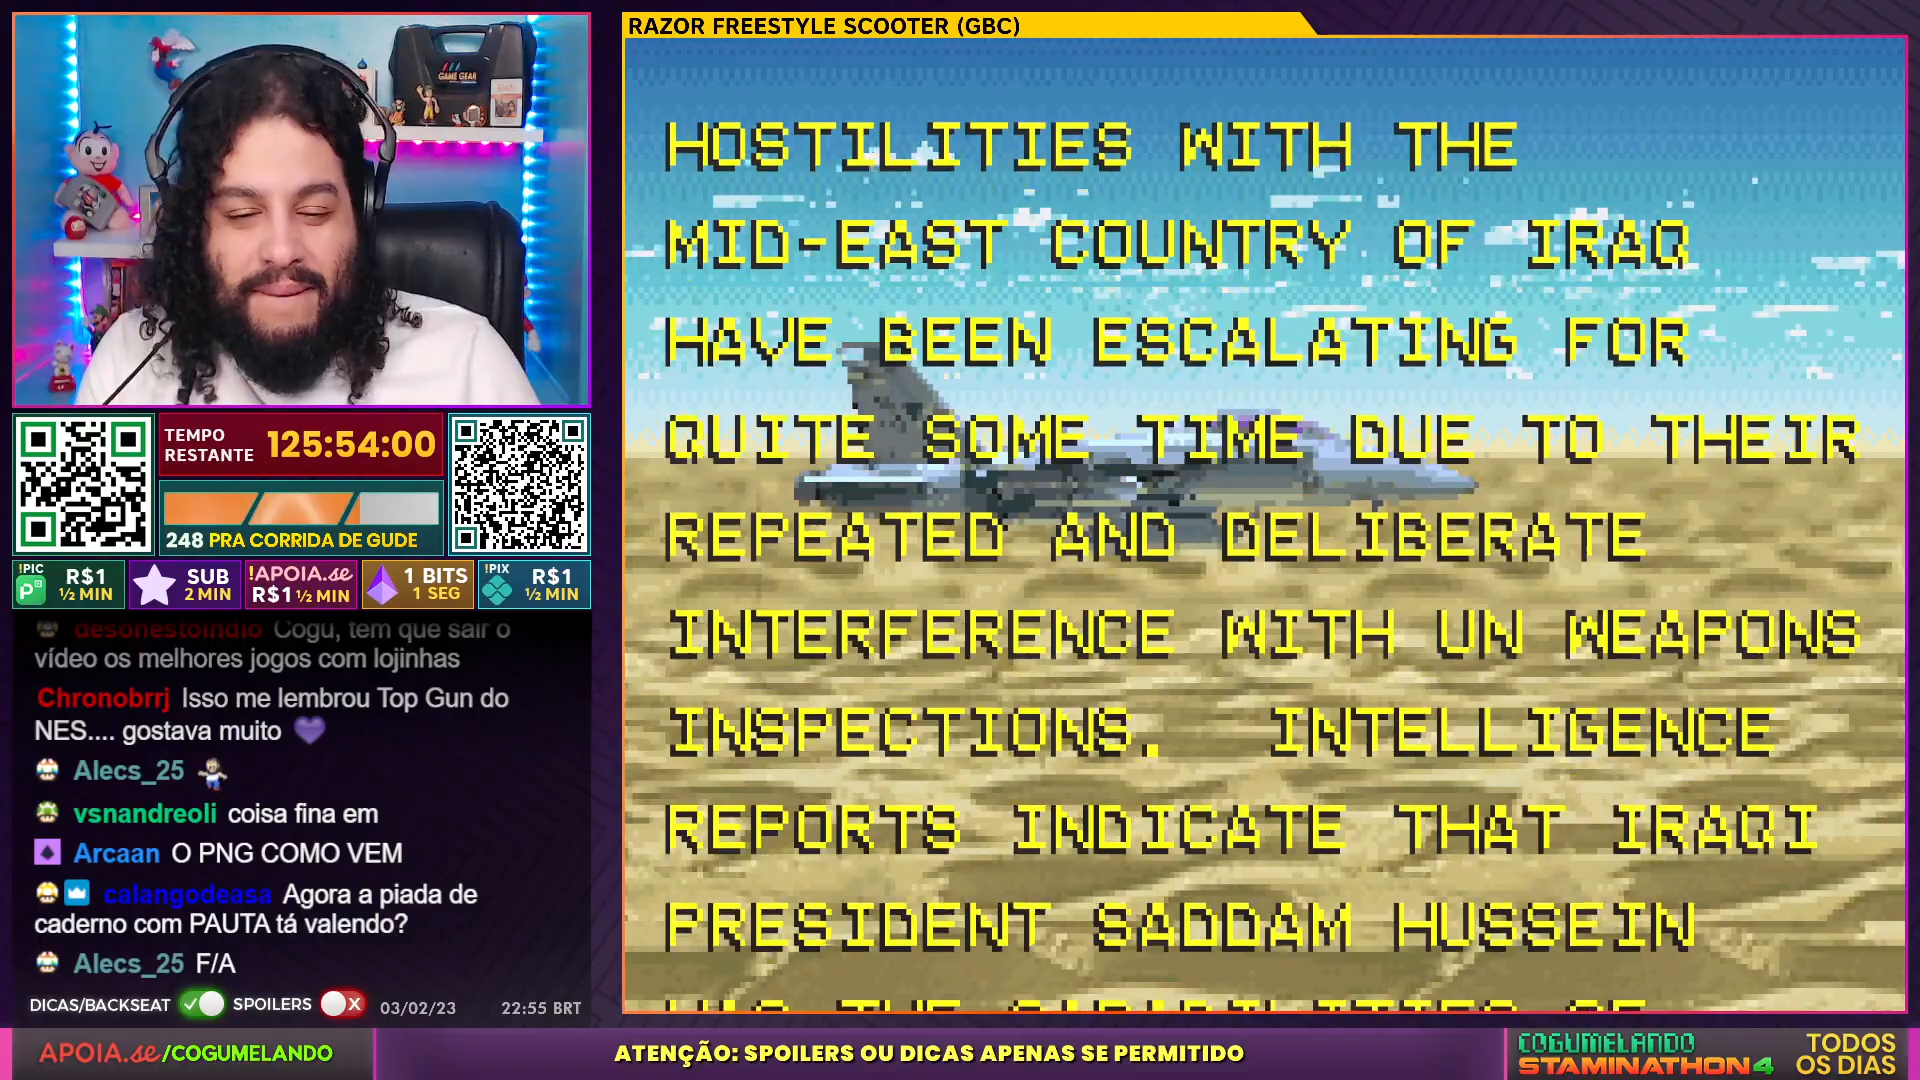 RAZOR FREESTYLE SCOOTER (GBC)
GAME GEAR
HOSTILITIES WITH THE
MID-EAST COUNTRY OF IRAQ
HAVE BEEN ESCALATING FOR
QUITE SOME TIME DUE TO THEIR
REPEATED AND DELIBERATE
INTERFERENCE WITH UN WEAPONS
INSPECTIONS. INTELLIGENCE
REPORTS INDICATE THAT IRAQI
PRESIDENT SADDAM HUSSEIN
TEMPO
RESTANTE
125:54:00
248 PRA CORRIDA DE GUDE
!PIC
R$1
½ MIN
SUB
2 MIN
!APOIA.se
R$1 ½ MIN
1 BITS
1 SEG
!PIX
R$1
½ MIN
desonestoindio Cogu, tem que sair o
vídeo os melhores jogos com lojinhas
Chronobrrj Isso me lembrou Top Gun do
NES.... gostava muito 💜
Alecs_25
vsnandreoli coisa fina em
Arcaan O PNG COMO VEM
calangodeasa Agora a piada de
caderno com PAUTA tá valendo?
Alecs_25 F/A
DICAS/BACKSEAT SPOILERS X 03/02/23 22:55 BRT
APOIA.se/COGUMELANDO
ATENÇÃO: SPOILERS OU DICAS APENAS SE PERMITIDO
COGUMELANDO
STAMINATHON 4
TODOS
OS DIAS